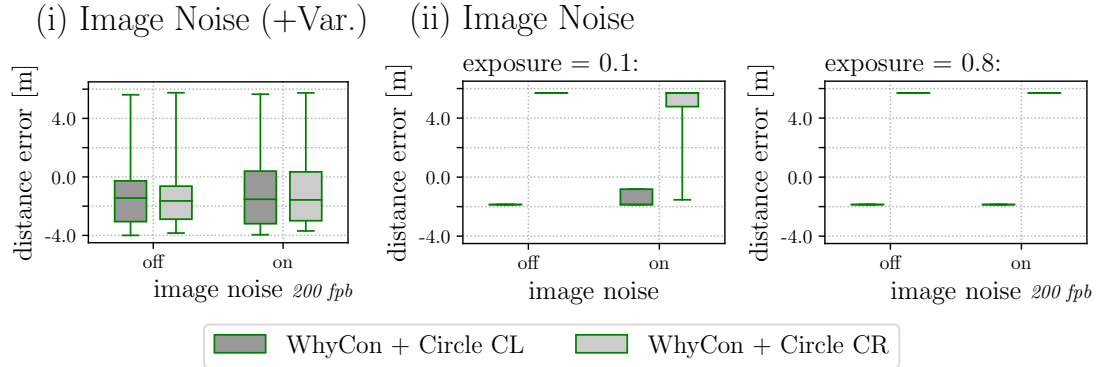 (i) Image Noise (+Var.)
(ii) Image Noise
exposure = 0.1:
exposure = 0.8:
distance error [m]
4.0
0.0
-4.0
off
on
image noise 200 fpb
distance error [m]
4.0
0.0
-4.0
off
on
image noise
distance error [m]
4.0
0.0
-4.0
off
on
image noise 200 fpb
WhyCon + Circle CL
WhyCon + Circle CR